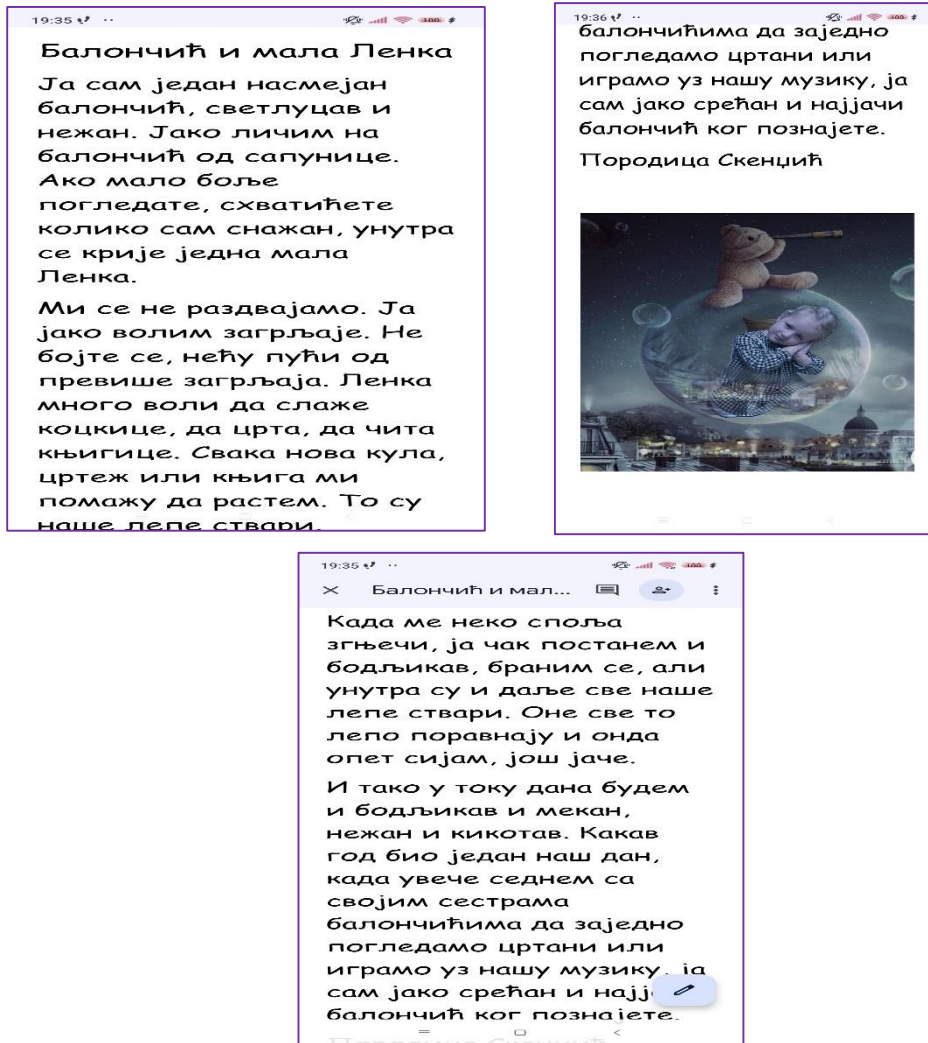 19:35
Балончић и мала Ленка
Ја сам један насмејан
балончић, светлуцав и
нежан. Јако личим на
балончић од сапунице.
Ако мало боље
погледате, схватићете
колико сам снажан, унутра
се крије једна мала
Ленка.
Ми се не раздвајамо. Ја
јако волим загрљаје. Не
бојте се, нећу пући од
превише загрљаја. Ленка
много воли да слаже
коцкице, да црта, да чита
књигице. Свака нова кула,
цртеж или књига ми
помажу да растем. То су
наше лепе ствари.
19:36
100
балончићима да заједно
погледамо цртани или
играмо уз нашу музику, ја
сам јако срећан и најјачи
балончић ког познајете.
Породица Скенџић
19:35
100
Балончић и мал...
Када ме неко споља
згњечи, ја чак постанем и
бодљикав, браним се, али
унутра су и даље све наше
лепе ствари. Оне све то
лепо поравнају и онда
опет сијам, још јаче.
И тако у току дана будем
и бодљикав и мекан,
нежан и кикотав. Какав
год био један наш дан,
када увече седнем са
својим сестрама
балончићима да заједно
погледамо цртани или
играмо уз нашу музику, ја
сам јако срећан и најј
балончић ког познајете.